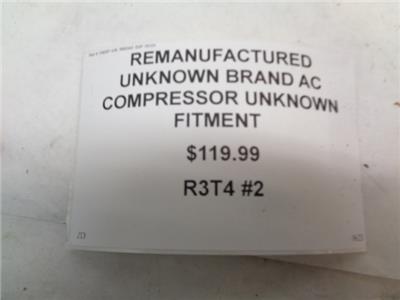 REMANUFACTURED
UNKNOWN BRAND AC
COMPRESSOR UNKNOWN
FITMENT
$119.99
R3T4 #2